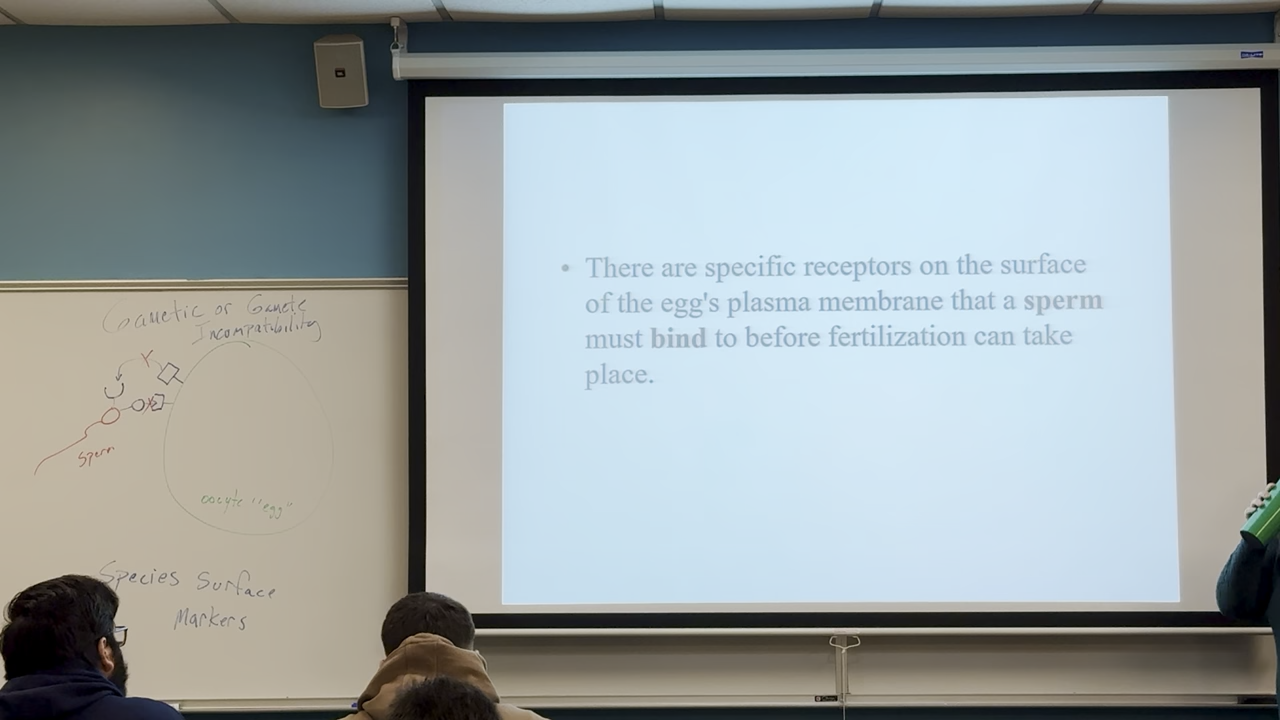 Gametic or Gamete
Incompatibility
sperm
oocyte "egg"
Species Surface
Markers
• There are specific receptors on the surface
of the egg's plasma membrane that a sperm
must bind to before fertilization can take
place.